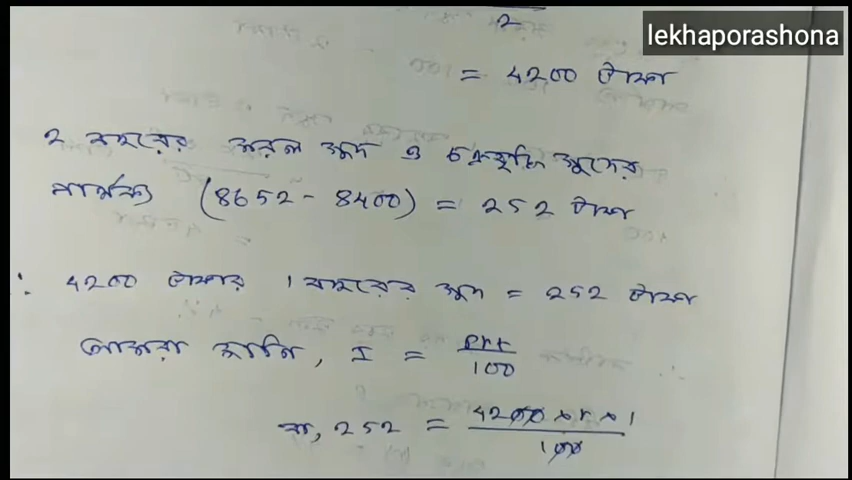 lekhaporashona
2
= 4200 টাকা
২ বছরের সরল সুদ ও চক্রবৃদ্ধি সুদের
পার্থক্য (8652 - 8400) = 252 টাকা
∴ 4200 টাকার 1 বছরের সুদ = 252 টাকা
আমরা জানি, I = prt/100
বা, 252 = 4200 × r × 1/100